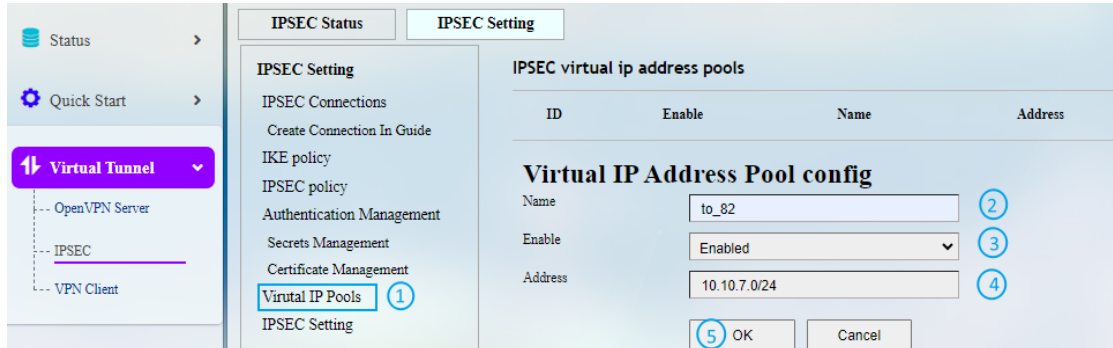 Status
Quick Start
Virtual Tunnel
OpenVPN Server
IPSEC
VPN Client
IPSEC Status
IPSEC Setting
IPSEC Setting
IPSEC Connections
Create Connection In Guide
IKE policy
IPSEC policy
Authentication Management
Secrets Management
Certificate Management
Virutal IP Pools 1
IPSEC Setting
IPSEC virtual ip address pools
ID Enable Name Address
Virtual IP Address Pool config
Name to_82 2
Enable Enabled 3
Address 10.10.7.0/24 4
5 OK Cancel